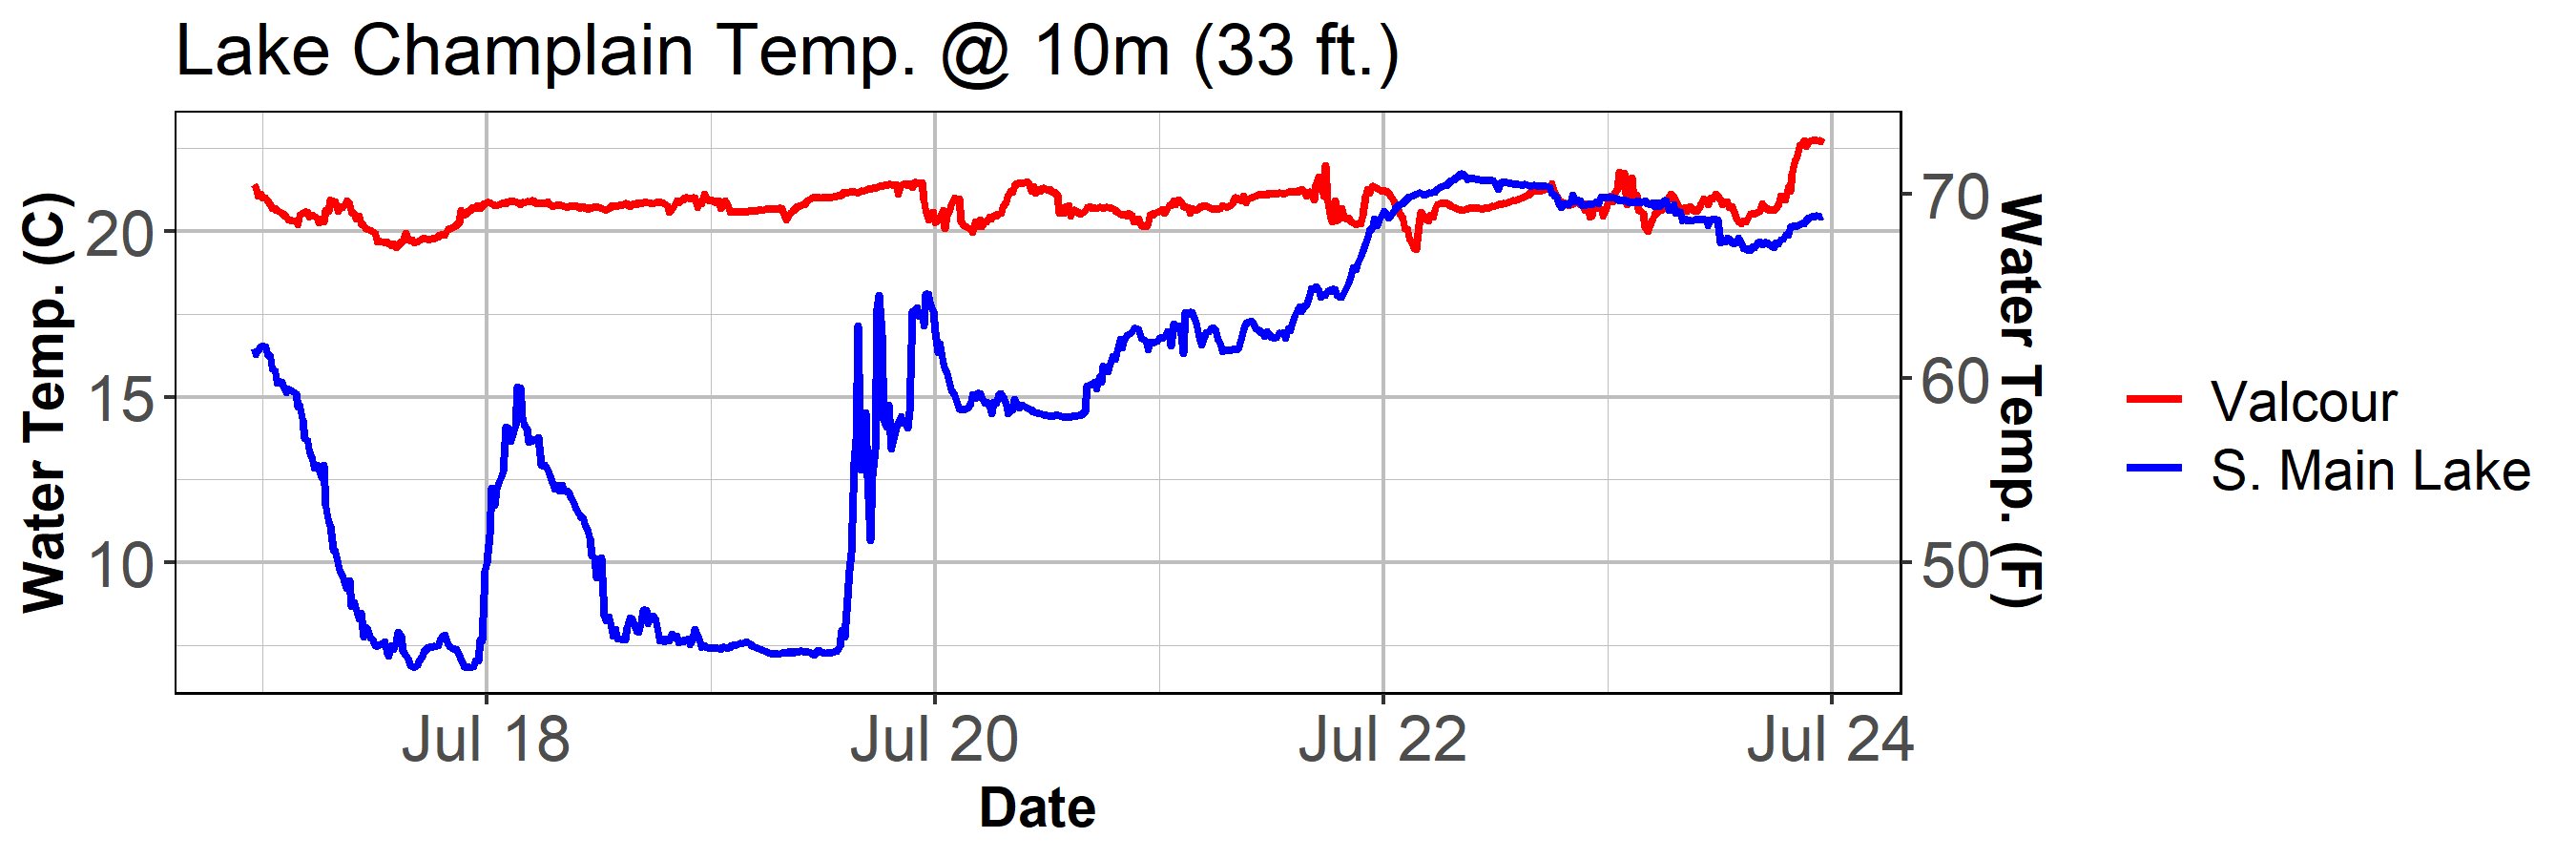 Lake Champlain Temp. @ 10m (33 ft.)
Water Temp. (C)
20
15
10
70
60
50
Water Temp. (F)
Jul 18
Jul 20
Jul 22
Jul 24
Date
Valcour
S. Main Lake